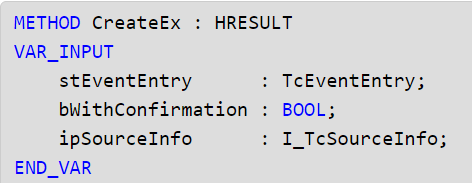 METHOD CreateEx : HRESULT
VAR_INPUT
    stEventEntry      : TcEventEntry;
    bWithConfirmation : BOOL;
    ipSourceInfo      : I_TcSourceInfo;
END_VAR